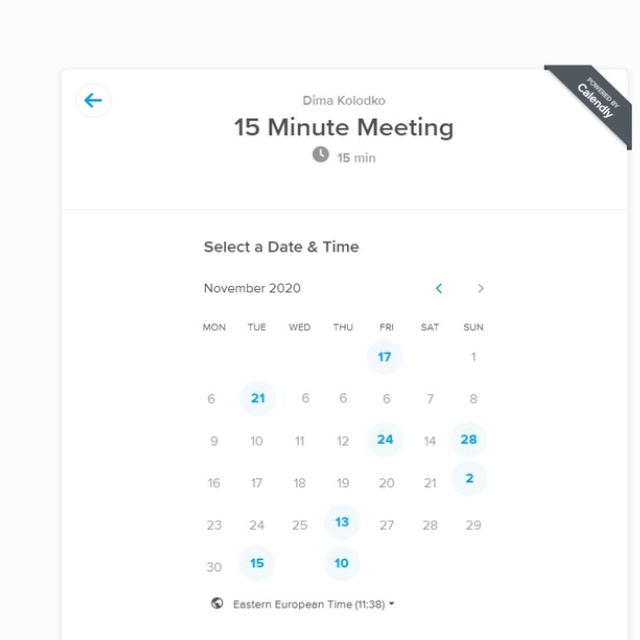 Dima Kolodko
15 Minute Meeting
15 min
POWERED BY
Calendly
Select a Date & Time
November 2020
MON TUE WED THU FRI SAT SUN
17 1
6 21 6 6 6 7 8
9 10 11 12 24 14 28
16 17 18 19 20 21 2
23 24 25 13 27 28 29
30 15 10
Eastern European Time (11:38)